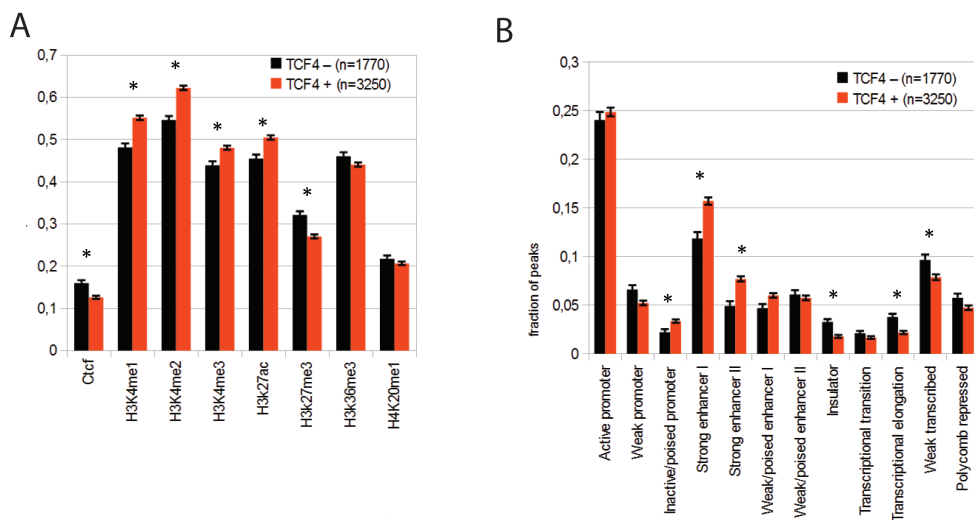 A
0,7
0,6
0,5
0,4
0,3
0,2
0,1
0
TCF4 – (n=1770)
TCF4 + (n=3250)
*
*
*
*
*
*
Ctcf
H3K4me1
H3K4me2
H3K4me3
H3k27ac
H3k27me3
H3k36me3
H4K20me1
B
fraction of peaks
0,3
0,25
0,2
0,15
0,1
0,05
0
TCF4 – (n=1770)
TCF4 + (n=3250)
*
*
*
*
*
*
Active promoter
Weak promoter
Inactive/poised promoter
Strong enhancer I
Strong enhancer II
Weak/poised enhancer I
Weak/poised enhancer II
Insulator
Transcriptional transition
Transcriptional elongation
Weak transcribed
Polycomb repressed